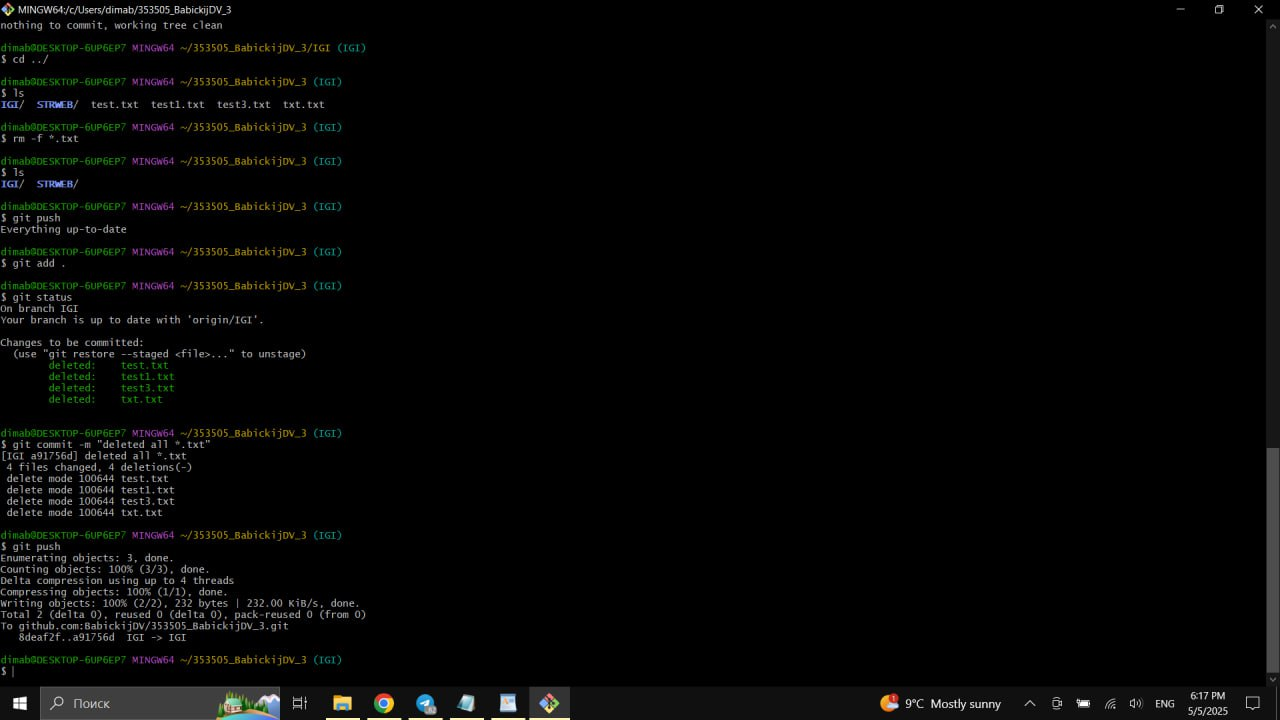 MINGW64:/c/Users/dimab/353505_BabickijDV_3
nothing to commit, working tree clean
dimab@DESKTOP-6UP6EP7 MINGW64 ~/353505_BabickijDV_3/IGI (IGI)
$ cd ../
dimab@DESKTOP-6UP6EP7 MINGW64 ~/353505_BabickijDV_3 (IGI)
$ ls
IGI/  STRWEB/  test.txt  test1.txt  test3.txt  txt.txt
dimab@DESKTOP-6UP6EP7 MINGW64 ~/353505_BabickijDV_3 (IGI)
$ rm -f *.txt
dimab@DESKTOP-6UP6EP7 MINGW64 ~/353505_BabickijDV_3 (IGI)
$ ls
IGI/  STRWEB/
dimab@DESKTOP-6UP6EP7 MINGW64 ~/353505_BabickijDV_3 (IGI)
$ git push
Everything up-to-date
dimab@DESKTOP-6UP6EP7 MINGW64 ~/353505_BabickijDV_3 (IGI)
$ git add .
dimab@DESKTOP-6UP6EP7 MINGW64 ~/353505_BabickijDV_3 (IGI)
$ git status
On branch IGI
Your branch is up to date with 'origin/IGI'.
Changes to be committed:
  (use "git restore --staged <file>..." to unstage)
        deleted:    test.txt
        deleted:    test1.txt
        deleted:    test3.txt
        deleted:    txt.txt
dimab@DESKTOP-6UP6EP7 MINGW64 ~/353505_BabickijDV_3 (IGI)
$ git commit -m "deleted all *.txt"
[IGI a91756d] deleted all *.txt
 4 files changed, 4 deletions(-)
 delete mode 100644 test.txt
 delete mode 100644 test1.txt
 delete mode 100644 test3.txt
 delete mode 100644 txt.txt
dimab@DESKTOP-6UP6EP7 MINGW64 ~/353505_BabickijDV_3 (IGI)
$ git push
Enumerating objects: 3, done.
Counting objects: 100% (3/3), done.
Delta compression using up to 4 threads
Compressing objects: 100% (1/1), done.
Writing objects: 100% (2/2), 232 bytes | 232.00 KiB/s, done.
Total 2 (delta 0), reused 0 (delta 0), pack-reused 0 (from 0)
To github.com:BabickijDV/353505_BabickijDV_3.git
   8deaf2f..a91756d  IGI -> IGI
dimab@DESKTOP-6UP6EP7 MINGW64 ~/353505_BabickijDV_3 (IGI)
$
Поиск
1
9°C Mostly sunny
ENG
6:17 PM
5/5/2025